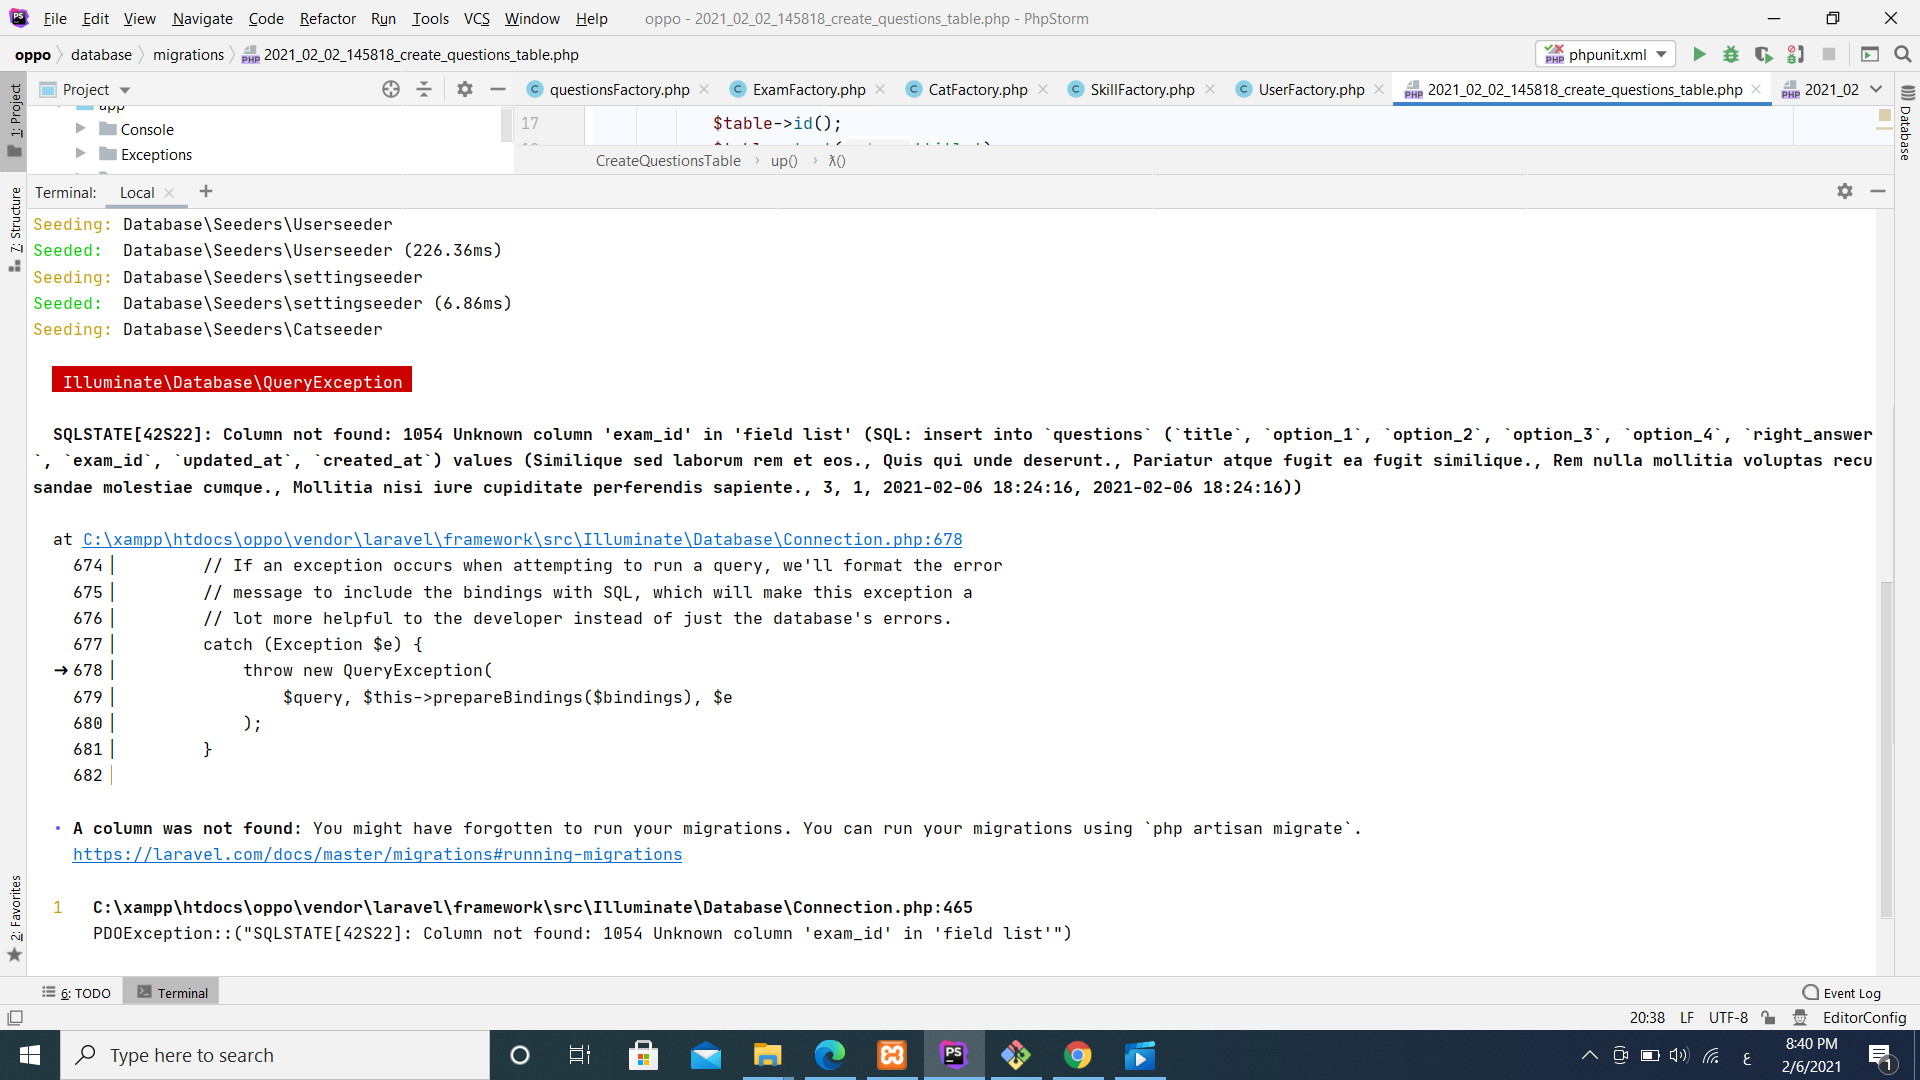 File Edit View Navigate Code Refactor Run Tools VCS Window Help oppo - 2021_02_02_145818_create_questions_table.php - PhpStorm
oppo database migrations 2021_02_02_145818_create_questions_table.php phpunit.xml
Project questionsFactory.php ExamFactory.php CatFactory.php SkillFactory.php UserFactory.php 2021_02_02_145818_create_questions_table.php 2021_02
1: Project
7: Structure
2: Favorites
Database
app
Console
Exceptions
17 $table->id();
CreateQuestionsTable › up() › λ()
Terminal: Local
Seeding: Database\Seeders\Userseeder
Seeded: Database\Seeders\Userseeder (226.36ms)
Seeding: Database\Seeders\settingseeder
Seeded: Database\Seeders\settingseeder (6.86ms)
Seeding: Database\Seeders\Catseeder
Illuminate\Database\QueryException
SQLSTATE[42S22]: Column not found: 1054 Unknown column 'exam_id' in 'field list' (SQL: insert into `questions` (`title`, `option_1`, `option_2`, `option_3`, `option_4`, `right_answer
`, `exam_id`, `updated_at`, `created_at`) values (Similique sed laborum rem et eos., Quis qui unde deserunt., Pariatur atque fugit ea fugit similique., Rem nulla mollitia voluptas recu
sandae molestiae cumque., Mollitia nisi iure cupiditate perferendis sapiente., 3, 1, 2021-02-06 18:24:16, 2021-02-06 18:24:16))
at C:\xampp\htdocs\oppo\vendor\laravel\framework\src\Illuminate\Database\Connection.php:678
674 // If an exception occurs when attempting to run a query, we'll format the error
675 // message to include the bindings with SQL, which will make this exception a
676 // lot more helpful to the developer instead of just the database's errors.
677 catch (Exception $e) {
➜ 678 throw new QueryException(
679 $query, $this->prepareBindings($bindings), $e
680 );
681 }
682
• A column was not found: You might have forgotten to run your migrations. You can run your migrations using `php artisan migrate`.
https://laravel.com/docs/master/migrations#running-migrations
1 C:\xampp\htdocs\oppo\vendor\laravel\framework\src\Illuminate\Database\Connection.php:465
PDOException::("SQLSTATE[42S22]: Column not found: 1054 Unknown column 'exam_id' in 'field list'")
6: TODO Terminal Event Log
20:38 LF UTF-8 EditorConfig
Type here to search
ع 8:40 PM
2/6/2021 1